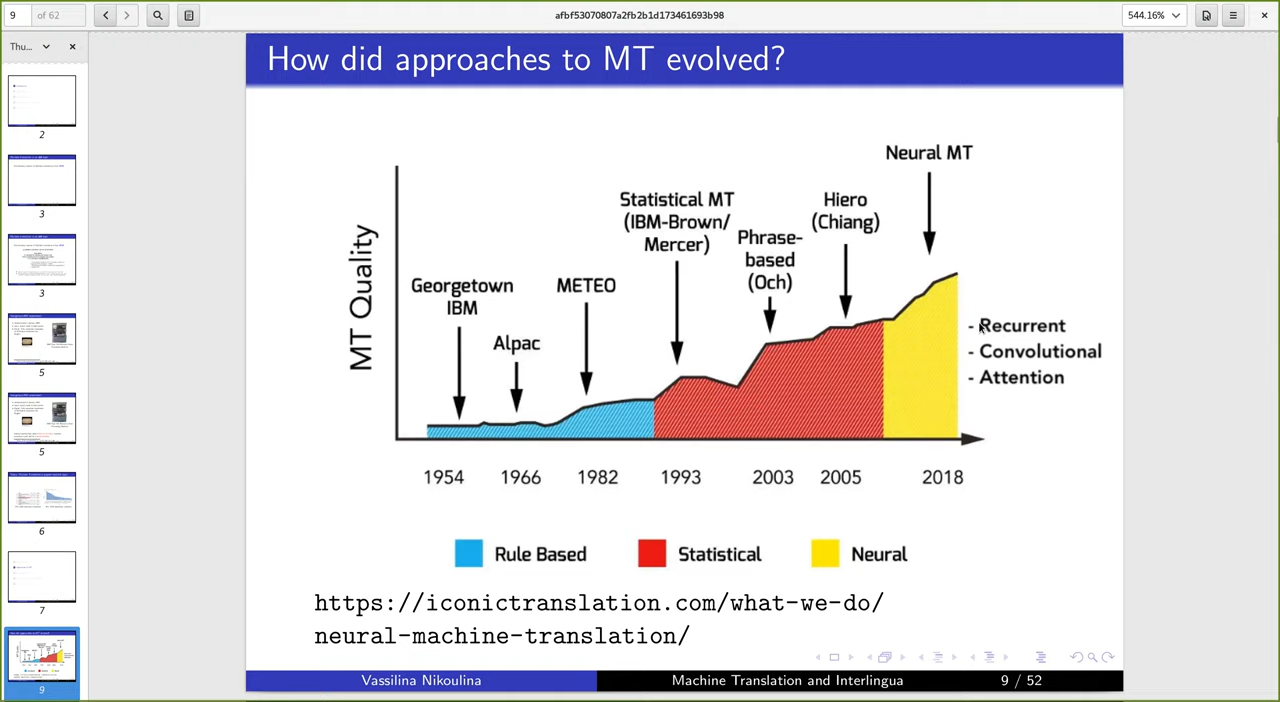 9
of 62
afbf53070807a2fb2b1d173461693b98
544.16%
Thu...
2
3
3
5
5
6
7
9
How did approaches to MT evolved?
MT Quality
Georgetown
IBM
Alpac
METEO
Statistical MT
(IBM-Brown/
Mercer)
Phrase-
based
(Och)
Hiero
(Chiang)
Neural MT
- Recurrent
- Convolutional
- Attention
1954 1966 1982 1993 2003 2005 2018
Rule Based Statistical Neural
https://iconictranslation.com/what-we-do/
neural-machine-translation/
Vassilina Nikoulina Machine Translation and Interlingua 9 / 52